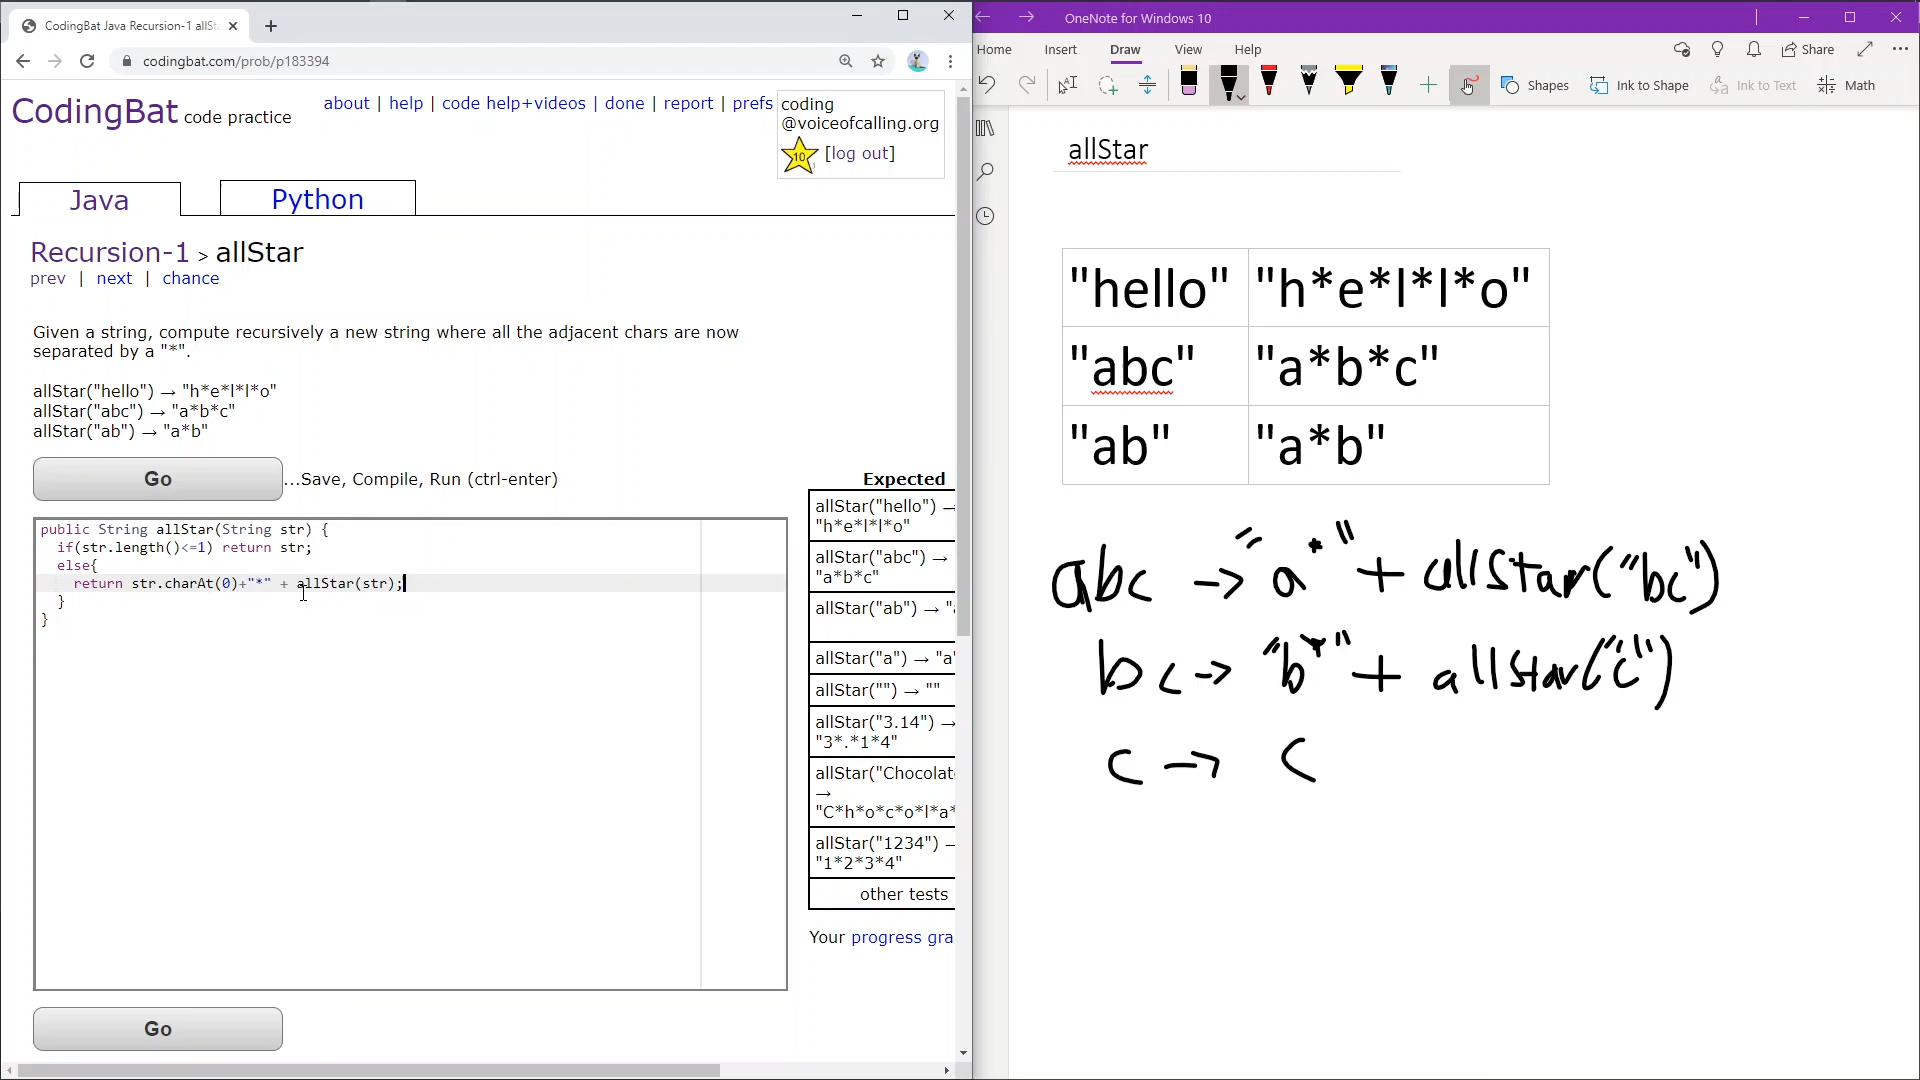 CodingBat Java Recursion-1 allSt
codingbat.com/prob/p183394
CodingBat code practice
about | help | code help+videos | done | report | prefs
coding
@voiceofcalling.org
10 [log out]
Java
Python
Recursion-1 > allStar
prev | next | chance
Given a string, compute recursively a new string where all the adjacent chars are now
separated by a "*".
allStar("hello") → "h*e*l*l*o"
allStar("abc") → "a*b*c"
allStar("ab") → "a*b"
Go ...Save, Compile, Run (ctrl-enter)
public String allStar(String str) {
if(str.length()<=1) return str;
else{
return str.charAt(0)+"*" + allStar(str);
}
}
Go
Expected
allStar("hello") →
"h*e*l*l*o"
allStar("abc") →
"a*b*c"
allStar("ab") → "a
allStar("a") → "a"
allStar("") → ""
allStar("3.14") →
"3*.*1*4"
allStar("Chocolat
→
"C*h*o*c*o*l*a*
allStar("1234") →
"1*2*3*4"
other tests
Your progress gra
OneNote for Windows 10
Home Insert Draw View Help
Share
Shapes Ink to Shape Ink to Text Math
allStar
"hello" "h*e*l*l*o"
"abc" "a*b*c"
"ab" "a*b"
abc → "a*" + allStar("bc")
bc → "b*" + allStar("c")
c → c